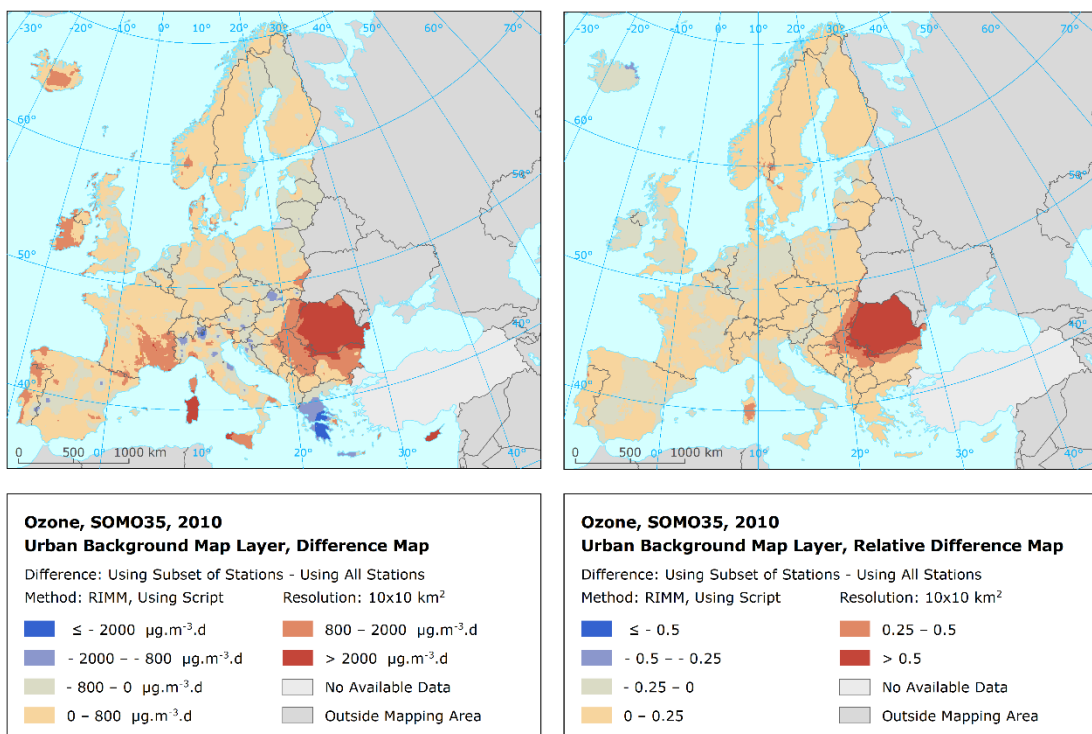 -30° -20° -10° 0° 10° 20° 30° 40° 50° 60° 70°
60°
50°
50°
40°
40°
0 500 1000 km
0° 10° 20° 30° 40°
-30° -20° -10° 0° 10° 20° 30° 40° 50° 60° 70°
60°
50°
50°
40°
40°
0 500 1000 km
0° 10° 20° 30° 40°
Ozone, SOMO35, 2010
Urban Background Map Layer, Difference Map
Difference: Using Subset of Stations - Using All Stations
Method: RIMM, Using Script Resolution: 10x10 km²
≤ - 2000 µg.m⁻³.d 800 – 2000 µg.m⁻³.d
- 2000 – - 800 µg.m⁻³.d > 2000 µg.m⁻³.d
- 800 – 0 µg.m⁻³.d No Available Data
0 – 800 µg.m⁻³.d Outside Mapping Area
Ozone, SOMO35, 2010
Urban Background Map Layer, Relative Difference Map
Difference: Using Subset of Stations - Using All Stations
Method: RIMM, Using Script Resolution: 10x10 km²
≤ - 0.5 0.25 – 0.5
- 0.5 – - 0.25 > 0.5
- 0.25 – 0 No Available Data
0 – 0.25 Outside Mapping Area